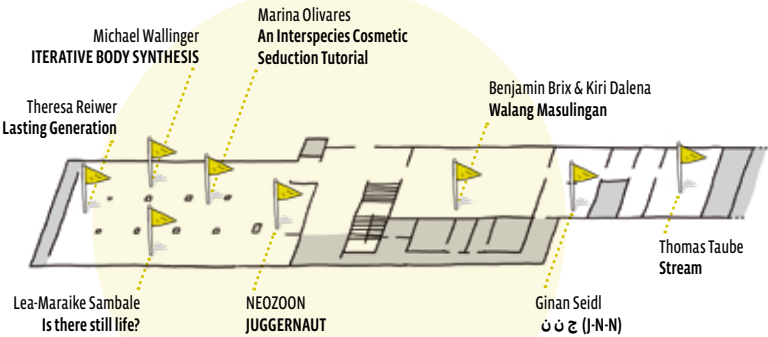 Marina Olivares
An Interspecies Cosmetic
Seduction Tutorial
Michael Wallinger
ITERATIVE BODY SYNTHESIS
Benjamin Brix & Kiri Dalena
Walang Masulingan
Theresa Reiwer
Lasting Generation
Thomas Taube
Stream
Lea-Maraike Sambale
Is there still life?
NEOZOON
JUGGERNAUT
Ginan Seidl
ج ن ن (J-N-N)